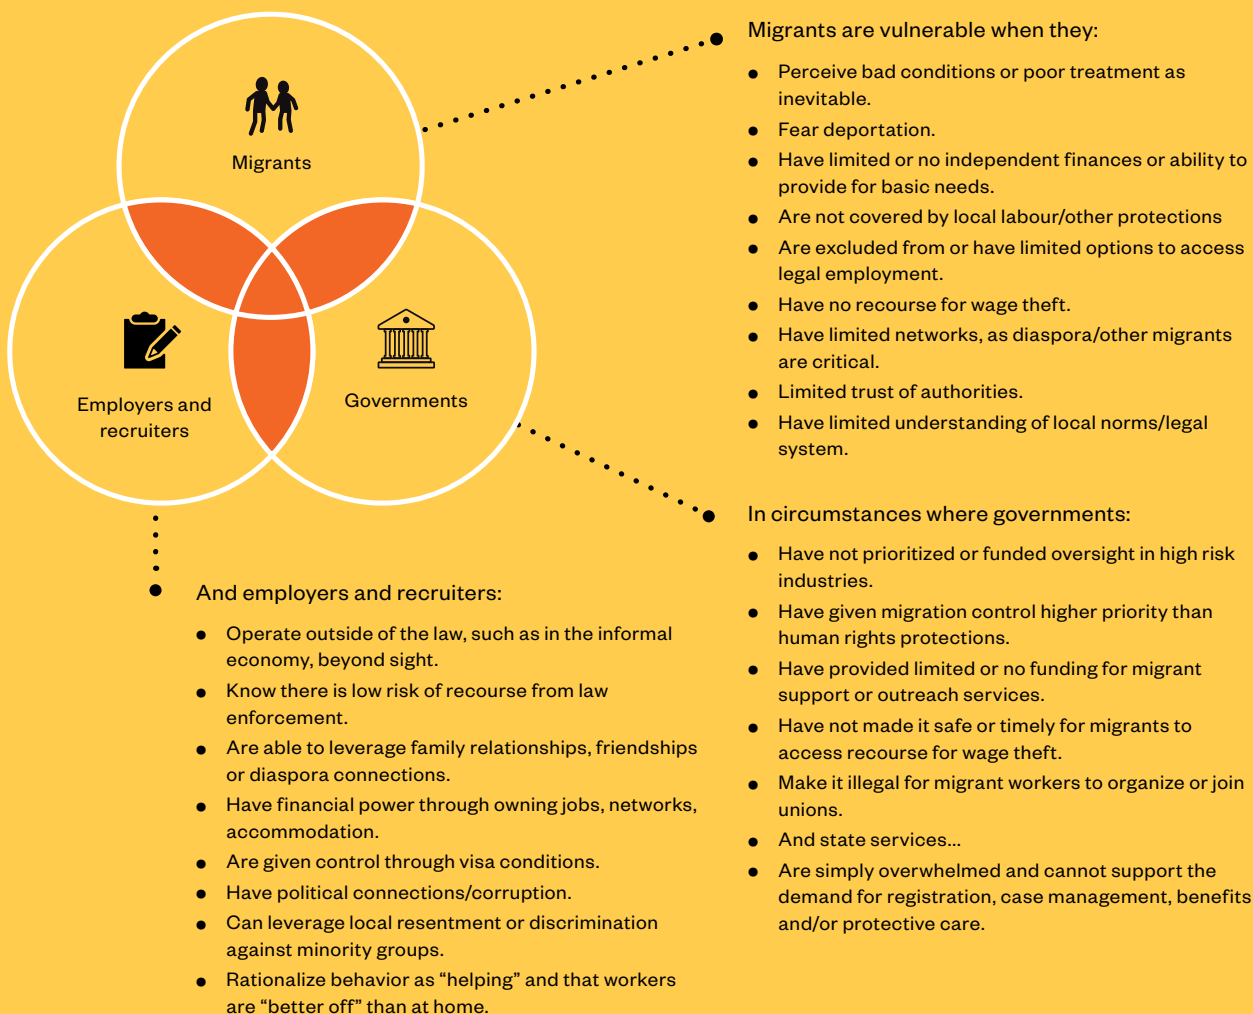 Migrants
Employers and
recruiters
Governments
Migrants are vulnerable when they:
● Perceive bad conditions or poor treatment as
inevitable.
● Fear deportation.
● Have limited or no independent finances or ability to
provide for basic needs.
● Are not covered by local labour/other protections
● Are excluded from or have limited options to access
legal employment.
● Have no recourse for wage theft.
● Have limited networks, as diaspora/other migrants
are critical.
● Limited trust of authorities.
● Have limited understanding of local norms/legal
system.
In circumstances where governments:
● Have not prioritized or funded oversight in high risk
industries.
● Have given migration control higher priority than
human rights protections.
● Have provided limited or no funding for migrant
support or outreach services.
● Have not made it safe or timely for migrants to
access recourse for wage theft.
● Make it illegal for migrant workers to organize or join
unions.
● And state services...
● Are simply overwhelmed and cannot support the
demand for registration, case management, benefits
and/or protective care.
And employers and recruiters:
● Operate outside of the law, such as in the informal
economy, beyond sight.
● Know there is low risk of recourse from law
enforcement.
● Are able to leverage family relationships, friendships
or diaspora connections.
● Have financial power through owning jobs, networks,
accommodation.
● Are given control through visa conditions.
● Have political connections/corruption.
● Can leverage local resentment or discrimination
against minority groups.
● Rationalize behavior as “helping” and that workers
are “better off” than at home.